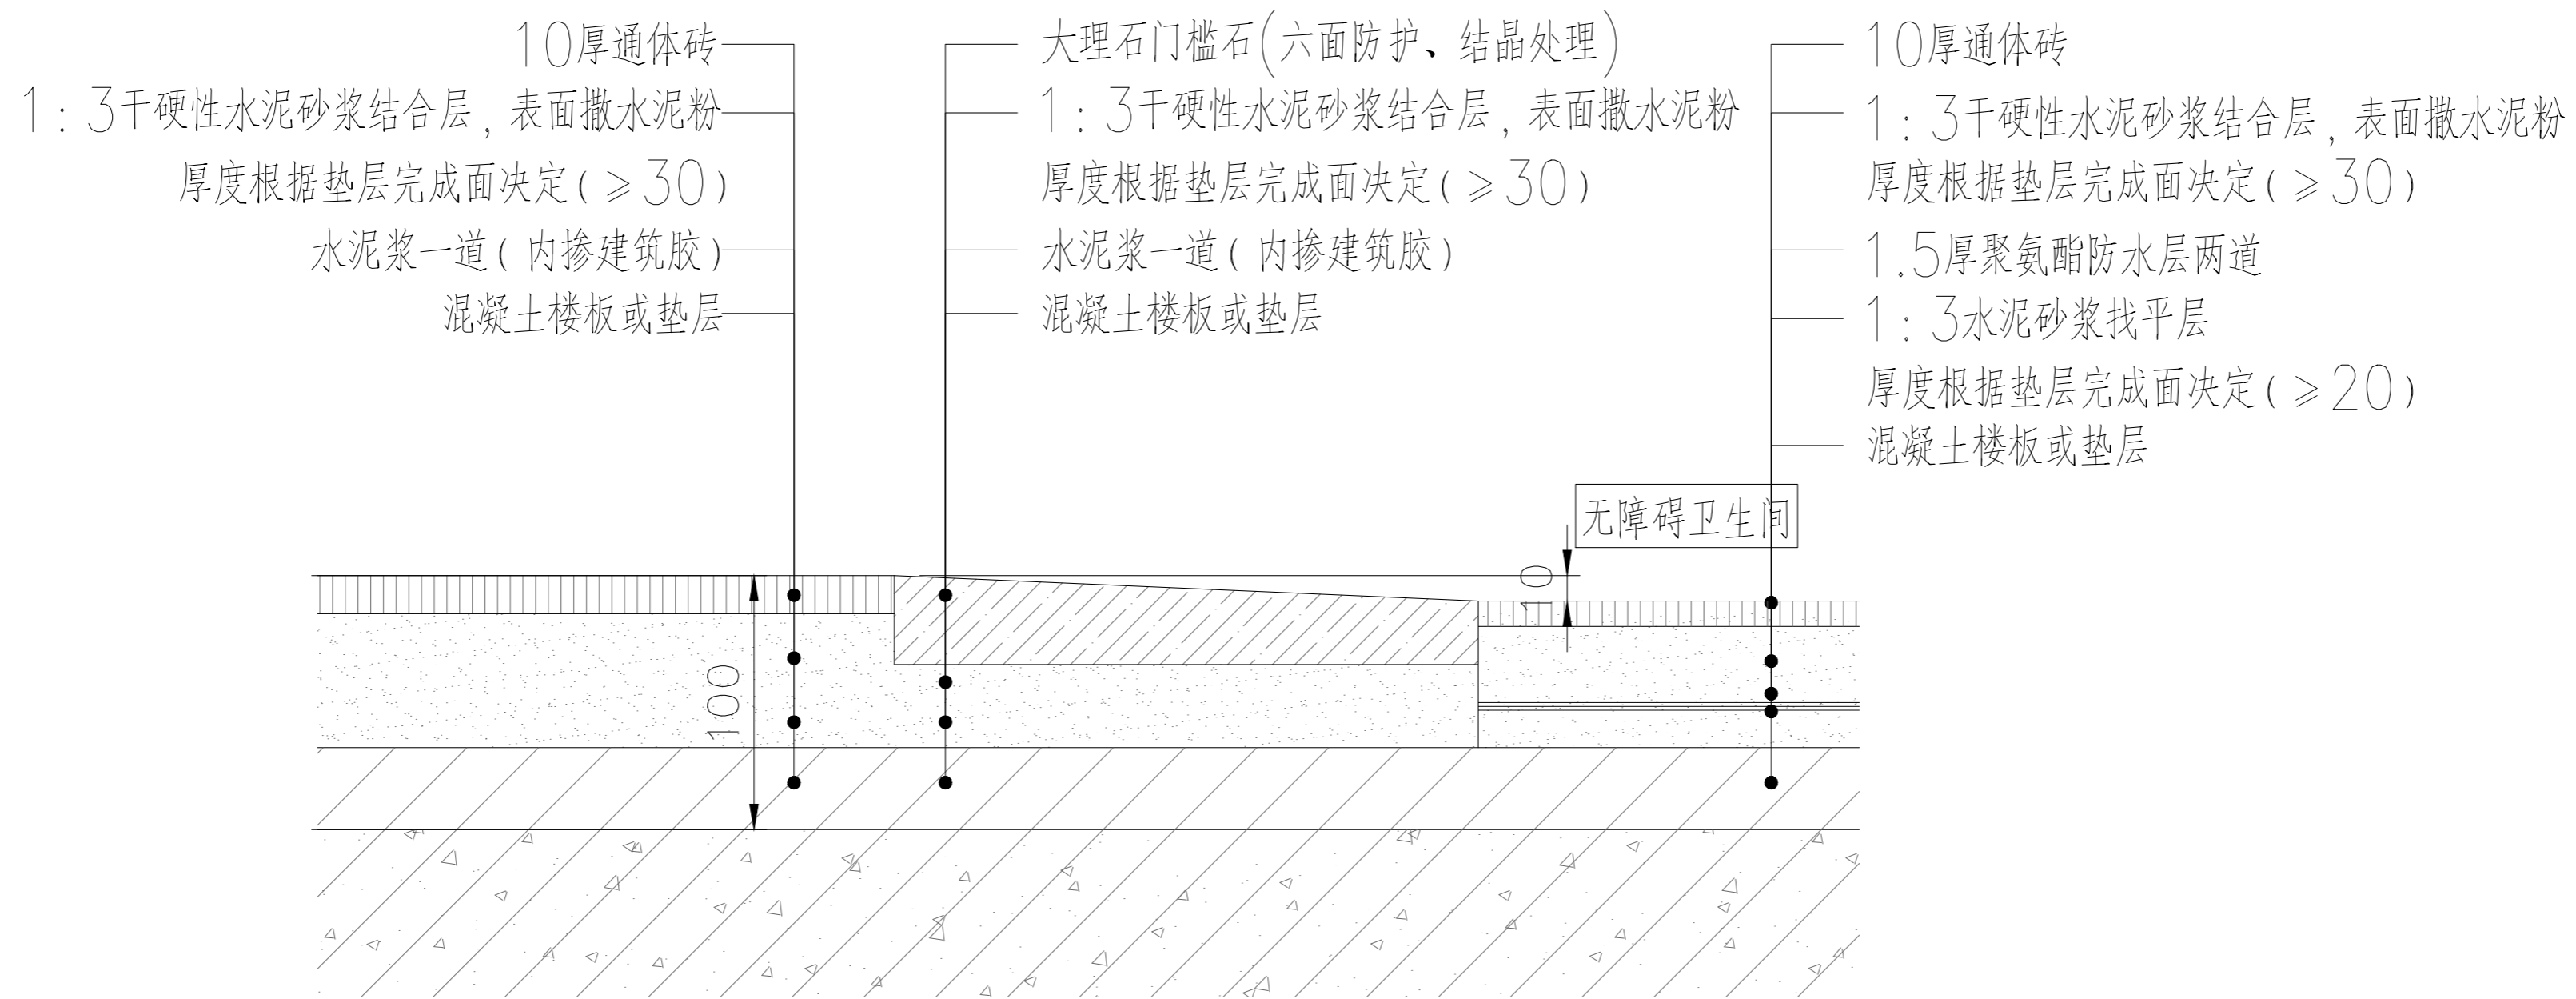 10厚通体砖
1：3干硬性水泥砂浆结合层，表面撒水泥粉
厚度根据垫层完成面决定(≥30)
水泥浆一道(内掺建筑胶)
混凝土楼板或垫层
大理石门槛石(六面防护、结晶处理)
1：3干硬性水泥砂浆结合层，表面撒水泥粉
厚度根据垫层完成面决定(≥30)
水泥浆一道(内掺建筑胶)
混凝土楼板或垫层
10厚通体砖
1：3干硬性水泥砂浆结合层，表面撒水泥粉
厚度根据垫层完成面决定(≥30)
1.5厚聚氨酯防水层两道
1：3水泥砂浆找平层
厚度根据垫层完成面决定(≥20)
混凝土楼板或垫层
无障碍卫生间
10
100